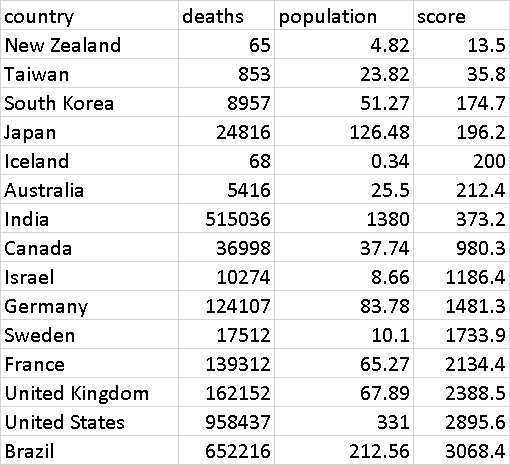 country deaths population score
New Zealand 65 4.82 13.5
Taiwan 853 23.82 35.8
South Korea 8957 51.27 174.7
Japan 24816 126.48 196.2
Iceland 68 0.34 200
Australia 5416 25.5 212.4
India 515036 1380 373.2
Canada 36998 37.74 980.3
Israel 10274 8.66 1186.4
Germany 124107 83.78 1481.3
Sweden 17512 10.1 1733.9
France 139312 65.27 2134.4
United Kingdom 162152 67.89 2388.5
United States 958437 331 2895.6
Brazil 652216 212.56 3068.4